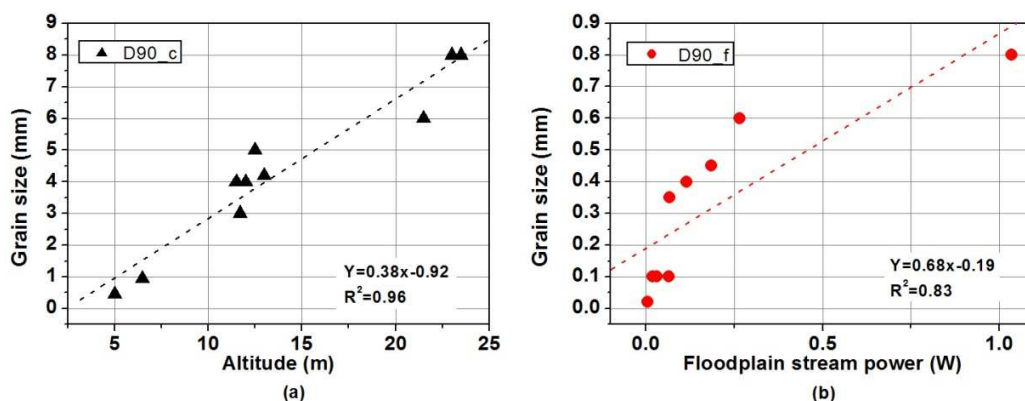 D90_c
Grain size (mm)
9
8
7
6
5
4
3
2
1
0
Y=0.38x-0.92
R²=0.96
5 10 15 20 25
Altitude (m)
(a)
D90_f
Grain size (mm)
0.9
0.8
0.7
0.6
0.5
0.4
0.3
0.2
0.1
0.0
Y=0.68x-0.19
R²=0.83
0.0 0.5 1.0
Floodplain stream power (W)
(b)